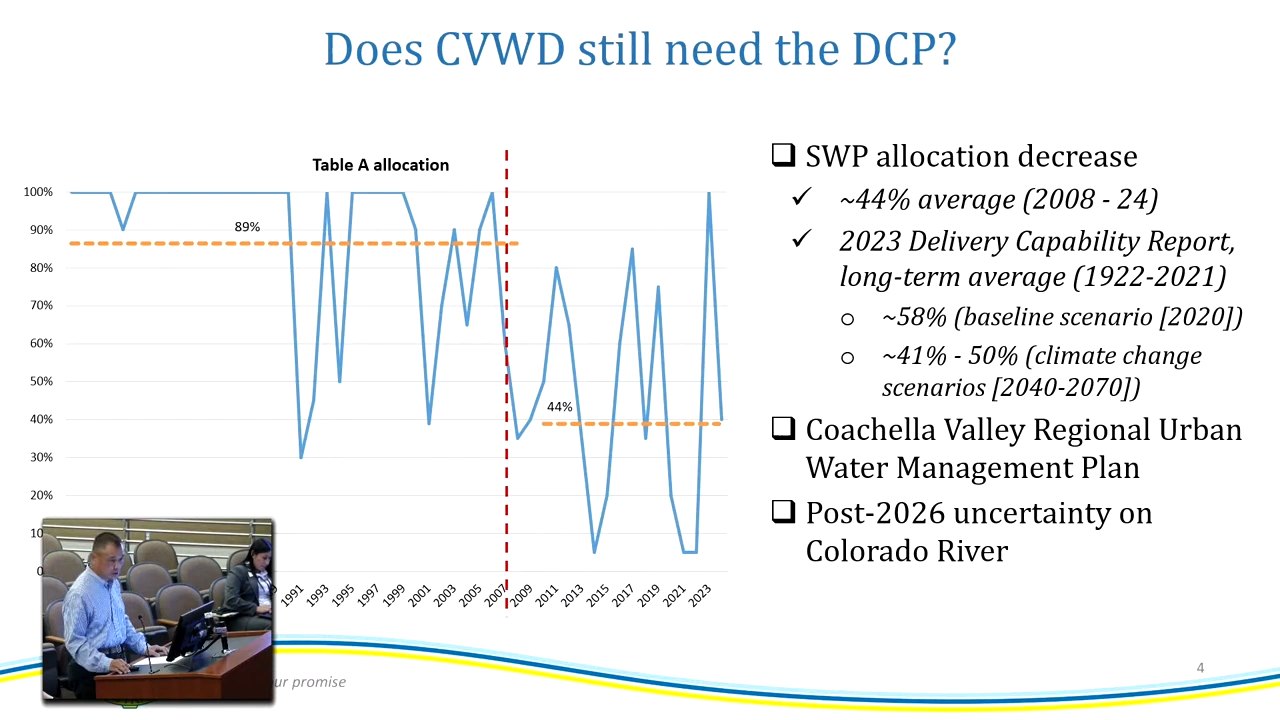 Does CVWD still need the DCP?
Table A allocation
100%
90%
80%
70%
60%
50%
40%
30%
20%
10
0
89%
44%
1991
1993
1995
1997
1999
2001
2003
2005
2007
2009
2011
2013
2015
2017
2019
2021
2023
SWP allocation decrease
~44% average (2008 - 24)
2023 Delivery Capability Report,
long-term average (1922-2021)
~58% (baseline scenario [2020])
~41% - 50% (climate change
scenarios [2040-2070])
Coachella Valley Regional Urban
Water Management Plan
Post-2026 uncertainty on
Colorado River
promise
4